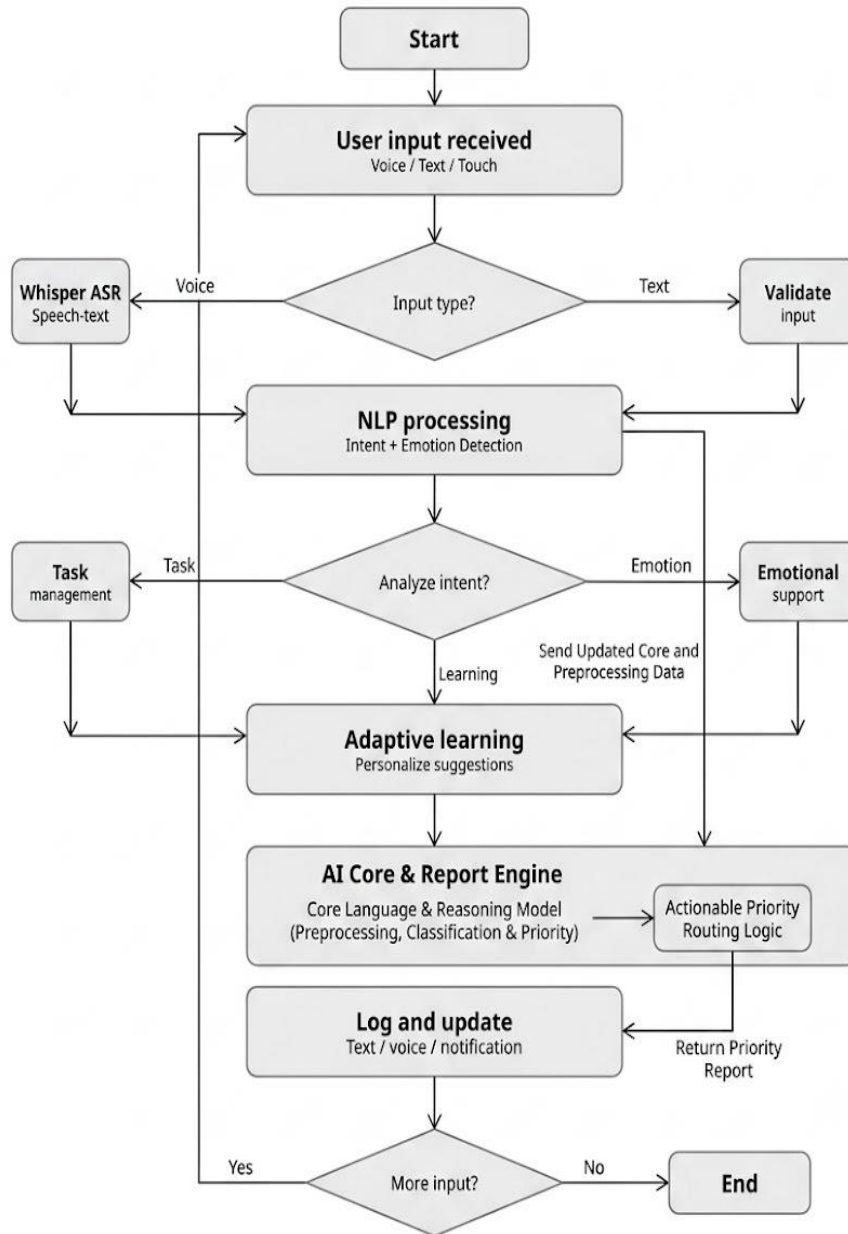 Start
User input received
Voice / Text / Touch
Voice
Text
Whisper ASR
Speech-text
Input type?
Validate
input
NLP processing
Intent + Emotion Detection
Task
Emotion
Task
management
Analyze intent?
Emotional
support
Send Updated Core and
Preprocessing Data
Learning
Adaptive learning
Personalize suggestions
AI Core & Report Engine
Core Language & Reasoning Model
(Preprocessing, Classification & Priority)
Actionable Priority
Routing Logic
Log and update
Text / voice / notification
Return Priority
Report
Yes
More input?
No
End